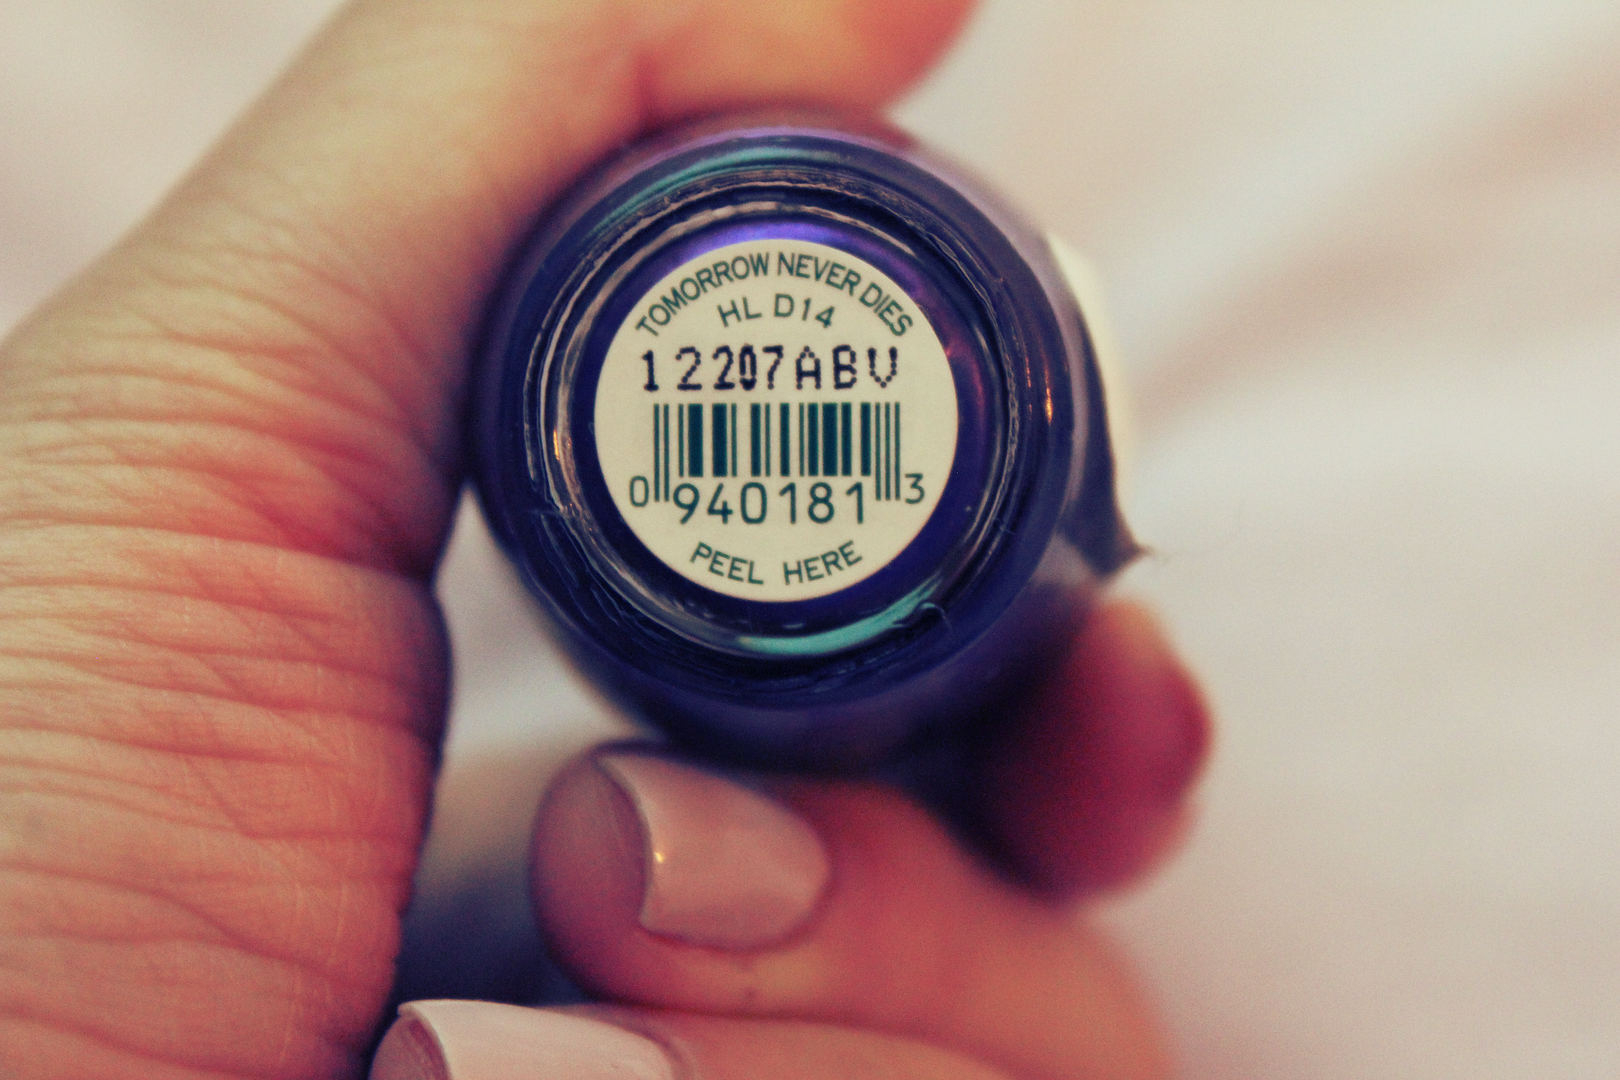 TOMORROW NEVER DIES
HL D14
12207ABV
0 940181 3
PEEL HERE